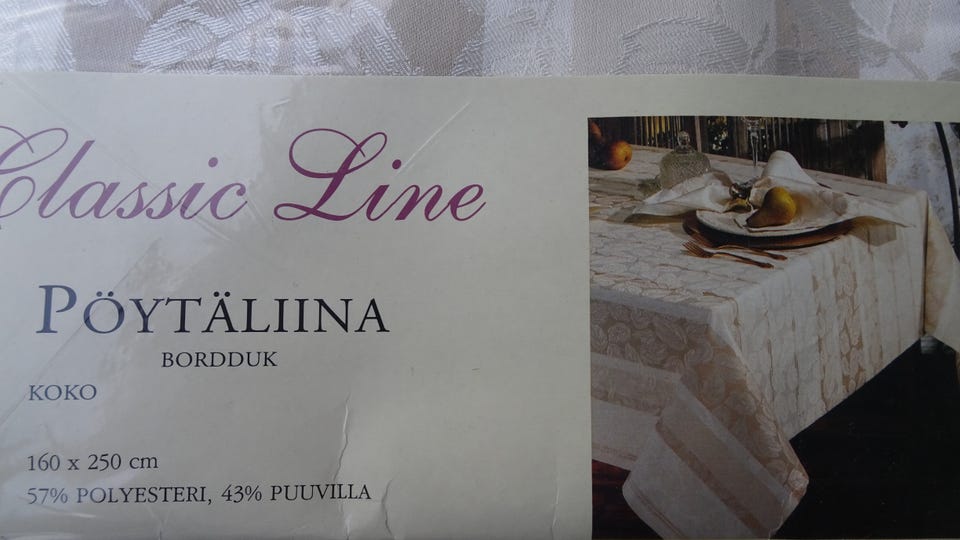 Classic Line
PÖYTÄLIINA
BORDDUK
KOKO
160 x 250 cm
57% POLYESTERI, 43% PUUVILLA